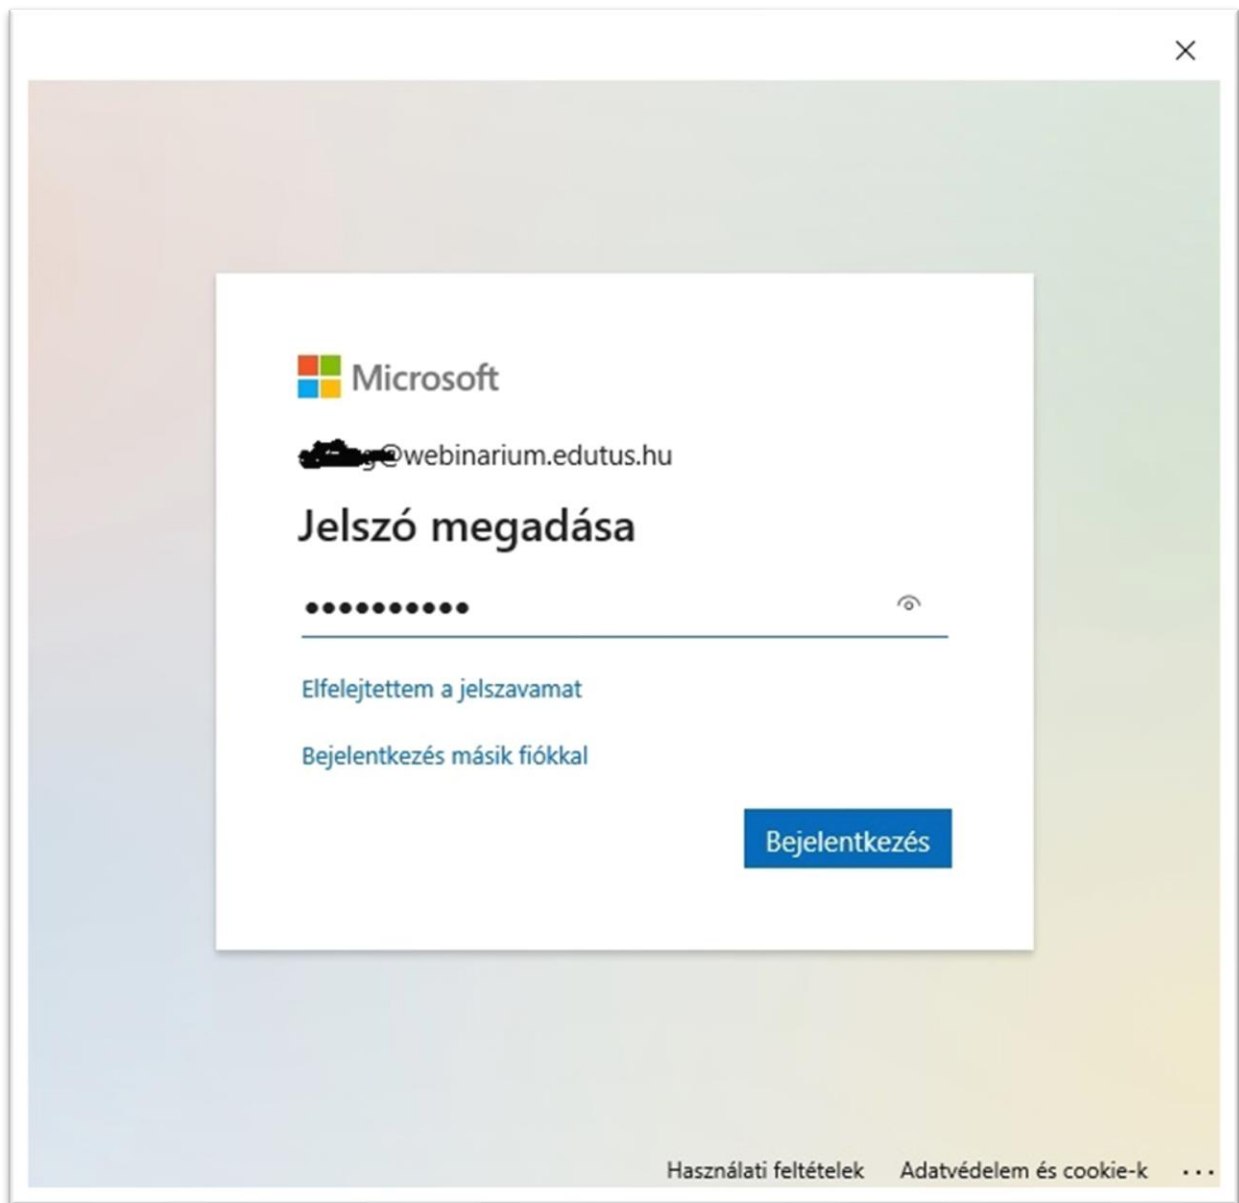 Microsoft
@webinarium.edutus.hu
Jelszó megadása
••••••••••
Elfelejtettem a jelszavamat
Bejelentkezés másik fiókkal
Bejelentkezés
Használati feltételek Adatvédelem és cookie-k ...